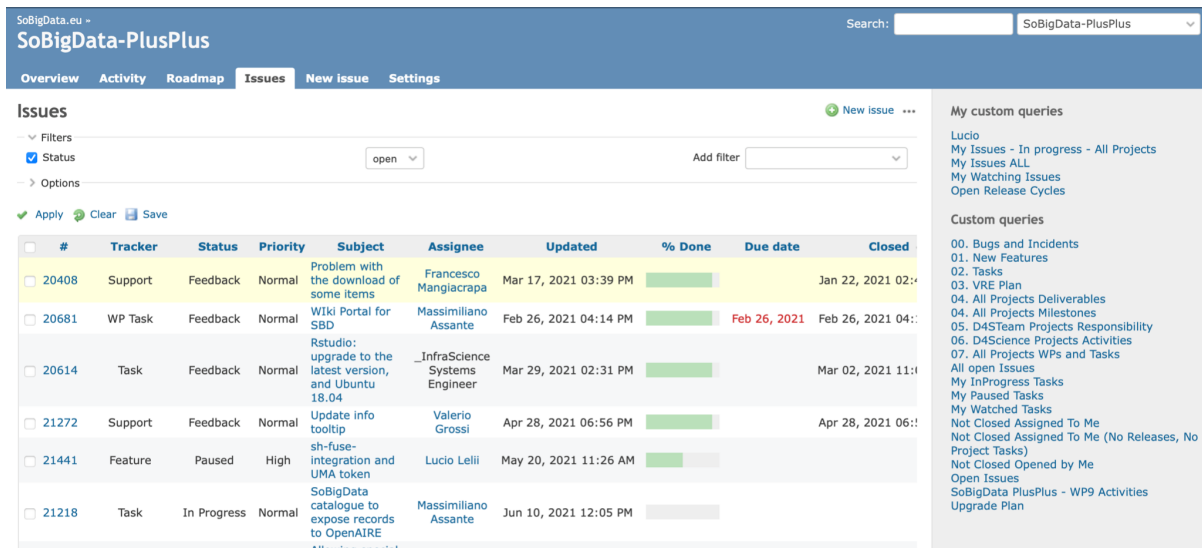 SoBigData.eu »
SoBigData-PlusPlus
Search:
SoBigData-PlusPlus
Overview Activity Roadmap Issues New issue Settings
Issues
New issue •••
Filters
Status open Add filter
Options
Apply Clear Save
# Tracker Status Priority Subject Assignee Updated % Done Due date Closed
20408 Support Feedback Normal Problem with the download of some items Francesco Mangiacrapa Mar 17, 2021 03:39 PM Jan 22, 2021 02:4
20681 WP Task Feedback Normal WIki Portal for SBD Massimiliano Assante Feb 26, 2021 04:14 PM Feb 26, 2021 Feb 26, 2021 04:
20614 Task Feedback Normal Rstudio: upgrade to the latest version, and Ubuntu 18.04 _InfraScience Systems Engineer Mar 29, 2021 02:31 PM Mar 02, 2021 11:
21272 Support Feedback Normal Update info tooltip Valerio Grossi Apr 28, 2021 06:56 PM Apr 28, 2021 06:
21441 Feature Paused High sh-fuse-integration and UMA token Lucio Lelii May 20, 2021 11:26 AM
21218 Task In Progress Normal SoBigData catalogue to expose records to OpenAIRE Massimiliano Assante Jun 10, 2021 12:05 PM
My custom queries
Lucio
My Issues - In progress - All Projects
My Issues ALL
My Watching Issues
Open Release Cycles
Custom queries
00. Bugs and Incidents
01. New Features
02. Tasks
03. VRE Plan
04. All Projects Deliverables
04. All Projects Milestones
05. D4STeam Projects Responsibility
06. D4Science Projects Activities
07. All Projects WPs and Tasks
All open Issues
My InProgress Tasks
My Paused Tasks
My Watched Tasks
Not Closed Assigned To Me
Not Closed Assigned To Me (No Releases, No
Project Tasks)
Not Closed Opened by Me
Open Issues
SoBigData PlusPlus - WP9 Activities
Upgrade Plan